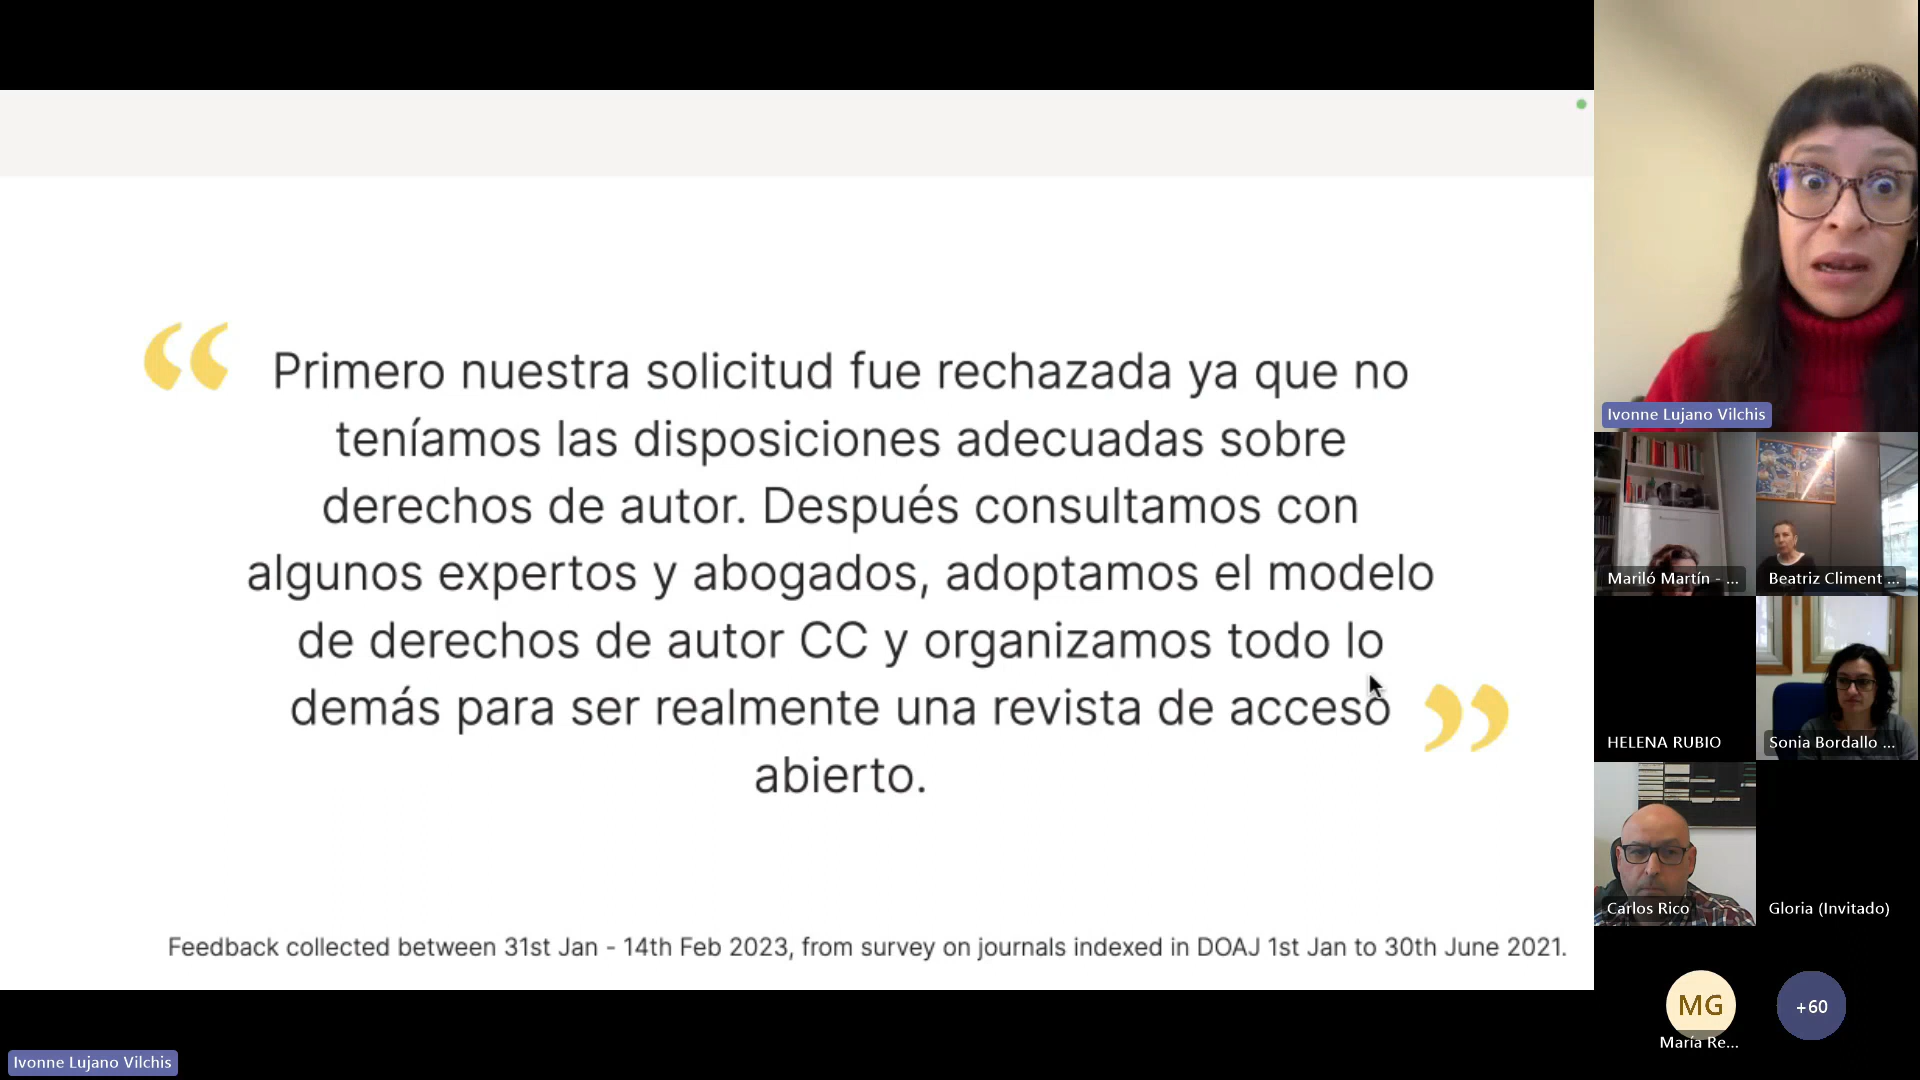 “ Primero nuestra solicitud fue rechazada ya que no
teníamos las disposiciones adecuadas sobre
derechos de autor. Después consultamos con
algunos expertos y abogados, adoptamos el modelo
de derechos de autor CC y organizamos todo lo
demás para ser realmente una revista de acceso ”
abierto.
Feedback collected between 31st Jan - 14th Feb 2023, from survey on journals indexed in DOAJ 1st Jan to 30th June 2021.
Ivonne Lujano Vilchis
Ivonne Lujano Vilchis
Mariló Martín - ...
Beatriz Climent ...
HELENA RUBIO
Sonia Bordallo ...
Carlos Rico
Gloria (Invitado)
MG
María Re...
+60